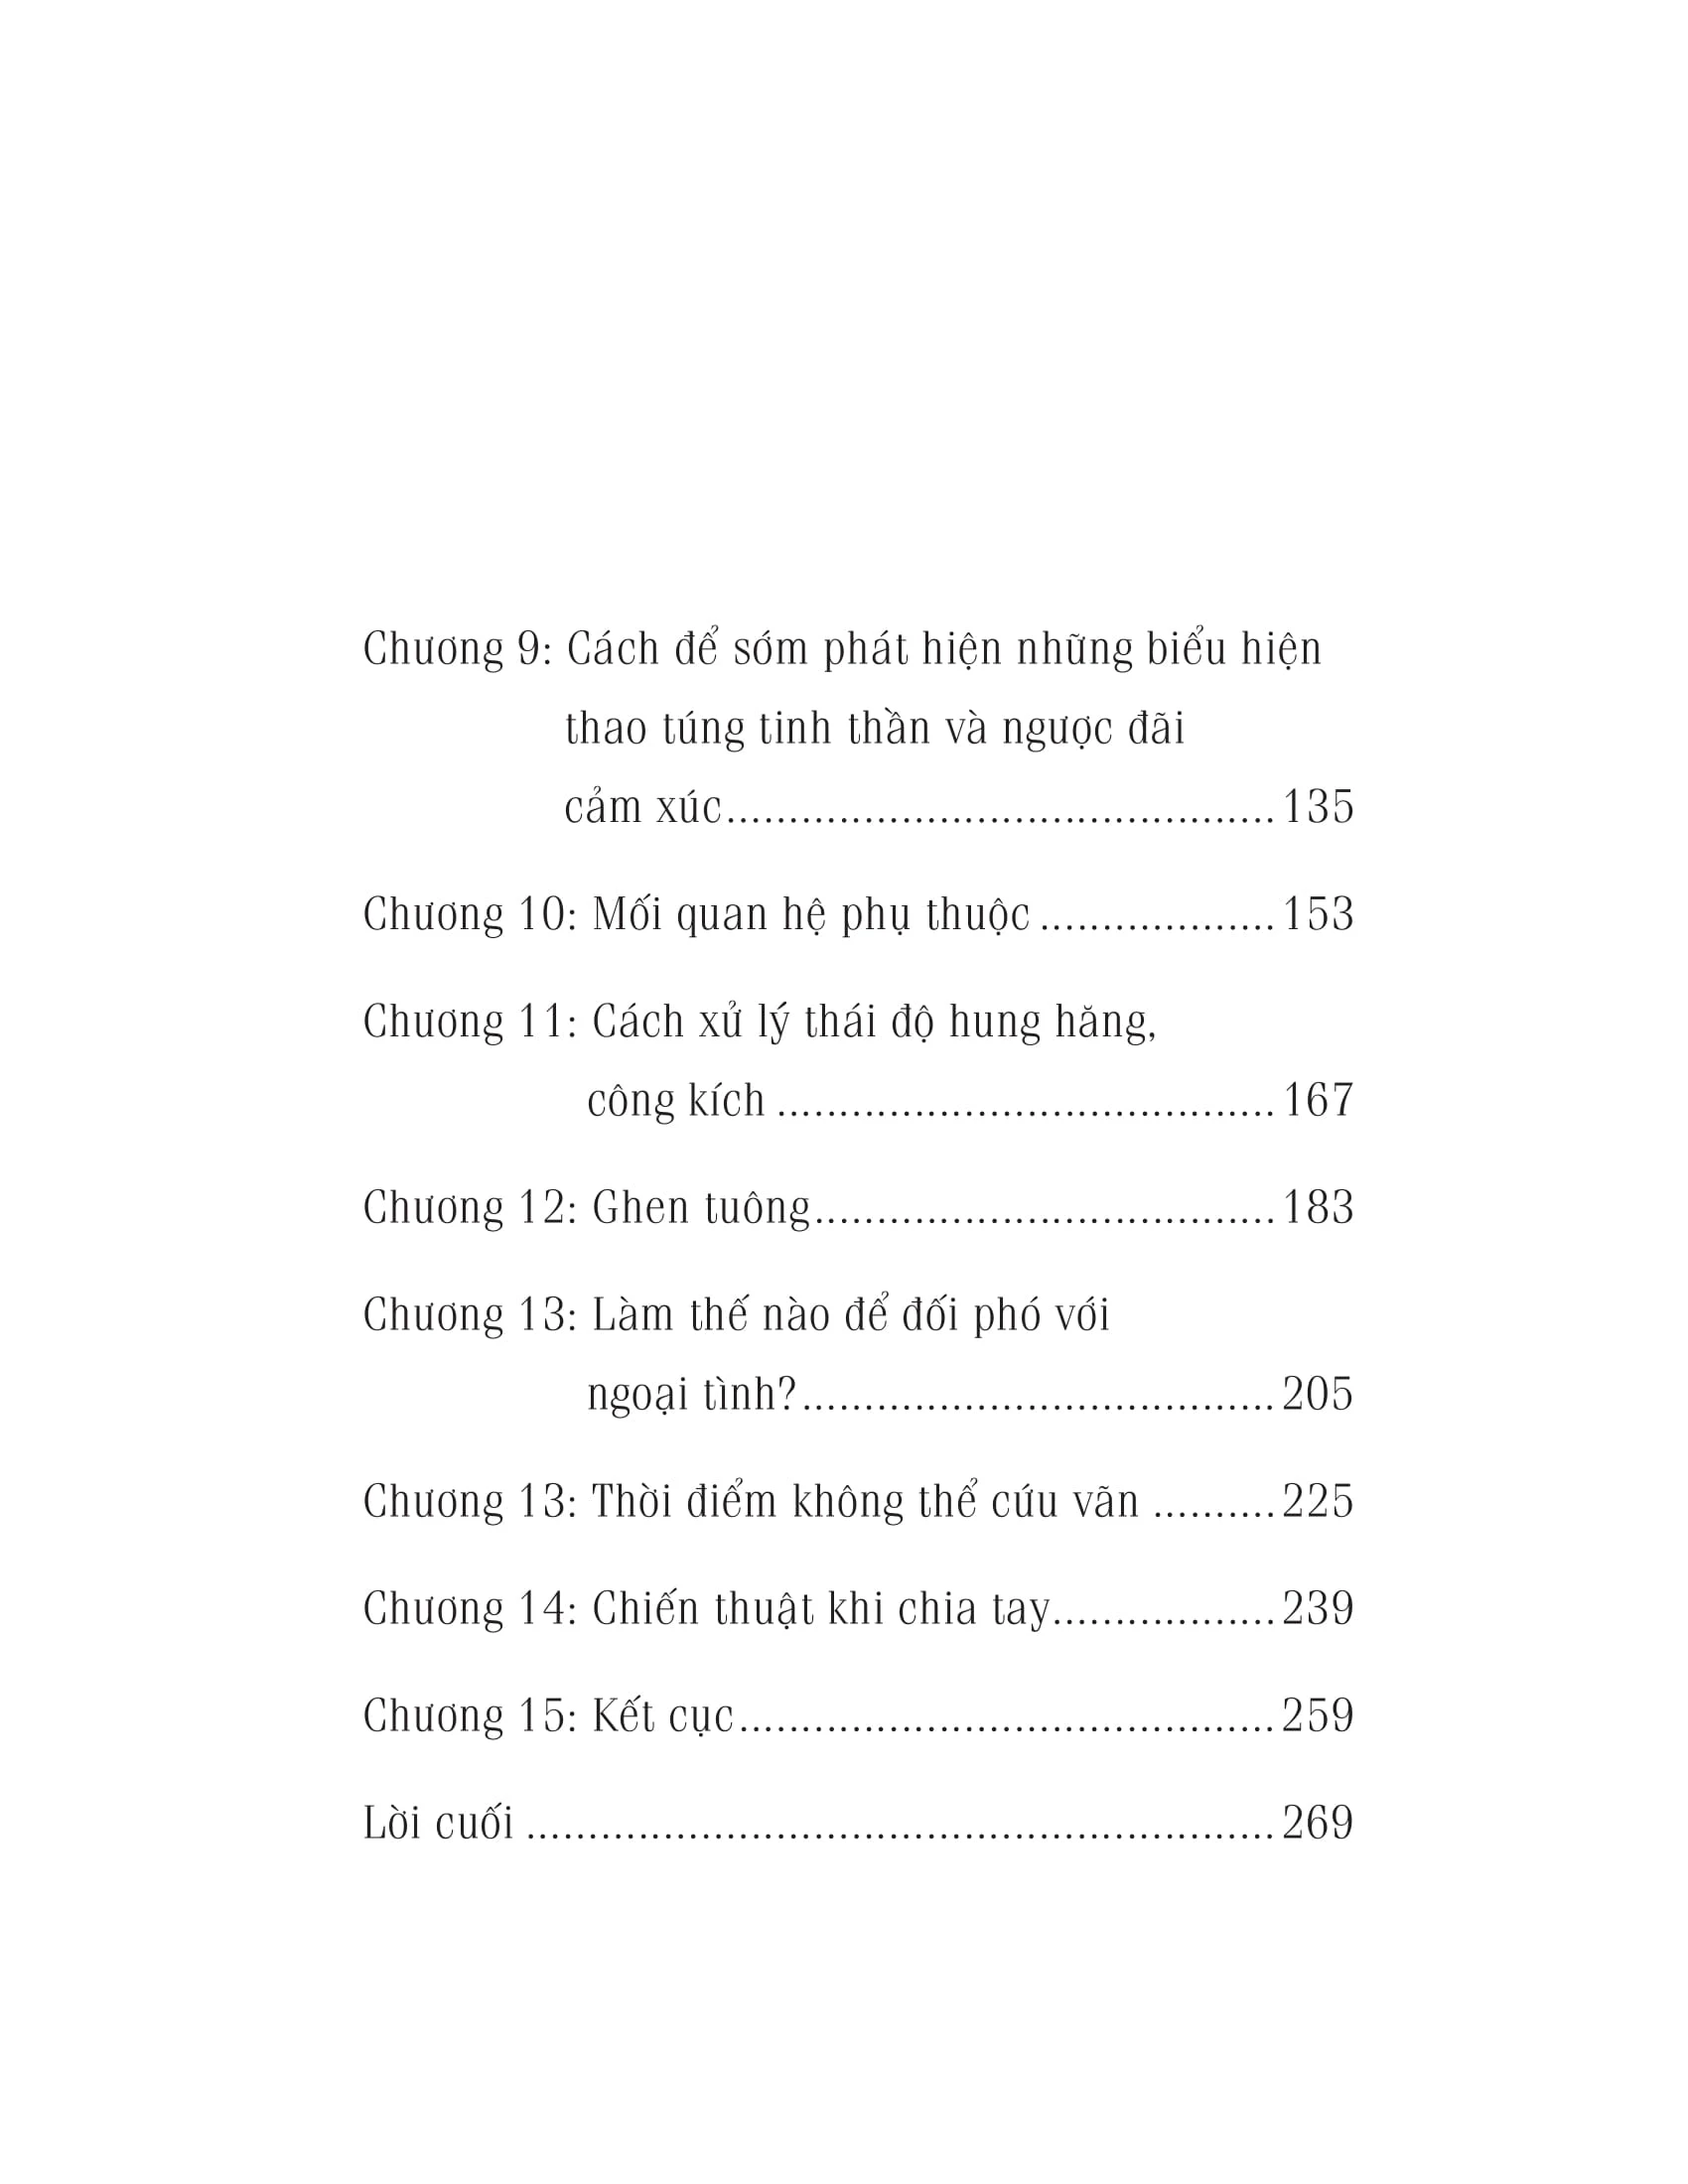 Chương 9: Cách để sớm phát hiện những biểu hiện
thao túng tinh thần và ngược đãi
cảm xúc............................................ 135
Chương 10: Mối quan hệ phụ thuộc ................... 153
Chương 11: Cách xử lý thái độ hung hăng,
công kích ........................................ 167
Chương 12: Ghen tuông..................................... 183
Chương 13: Làm thế nào để đối phó với
ngoại tình?...................................... 205
Chương 13: Thời điểm không thể cứu vãn .......... 225
Chương 14: Chiến thuật khi chia tay.................. 239
Chương 15: Kết cục........................................... 259
Lời cuối ............................................................ 269